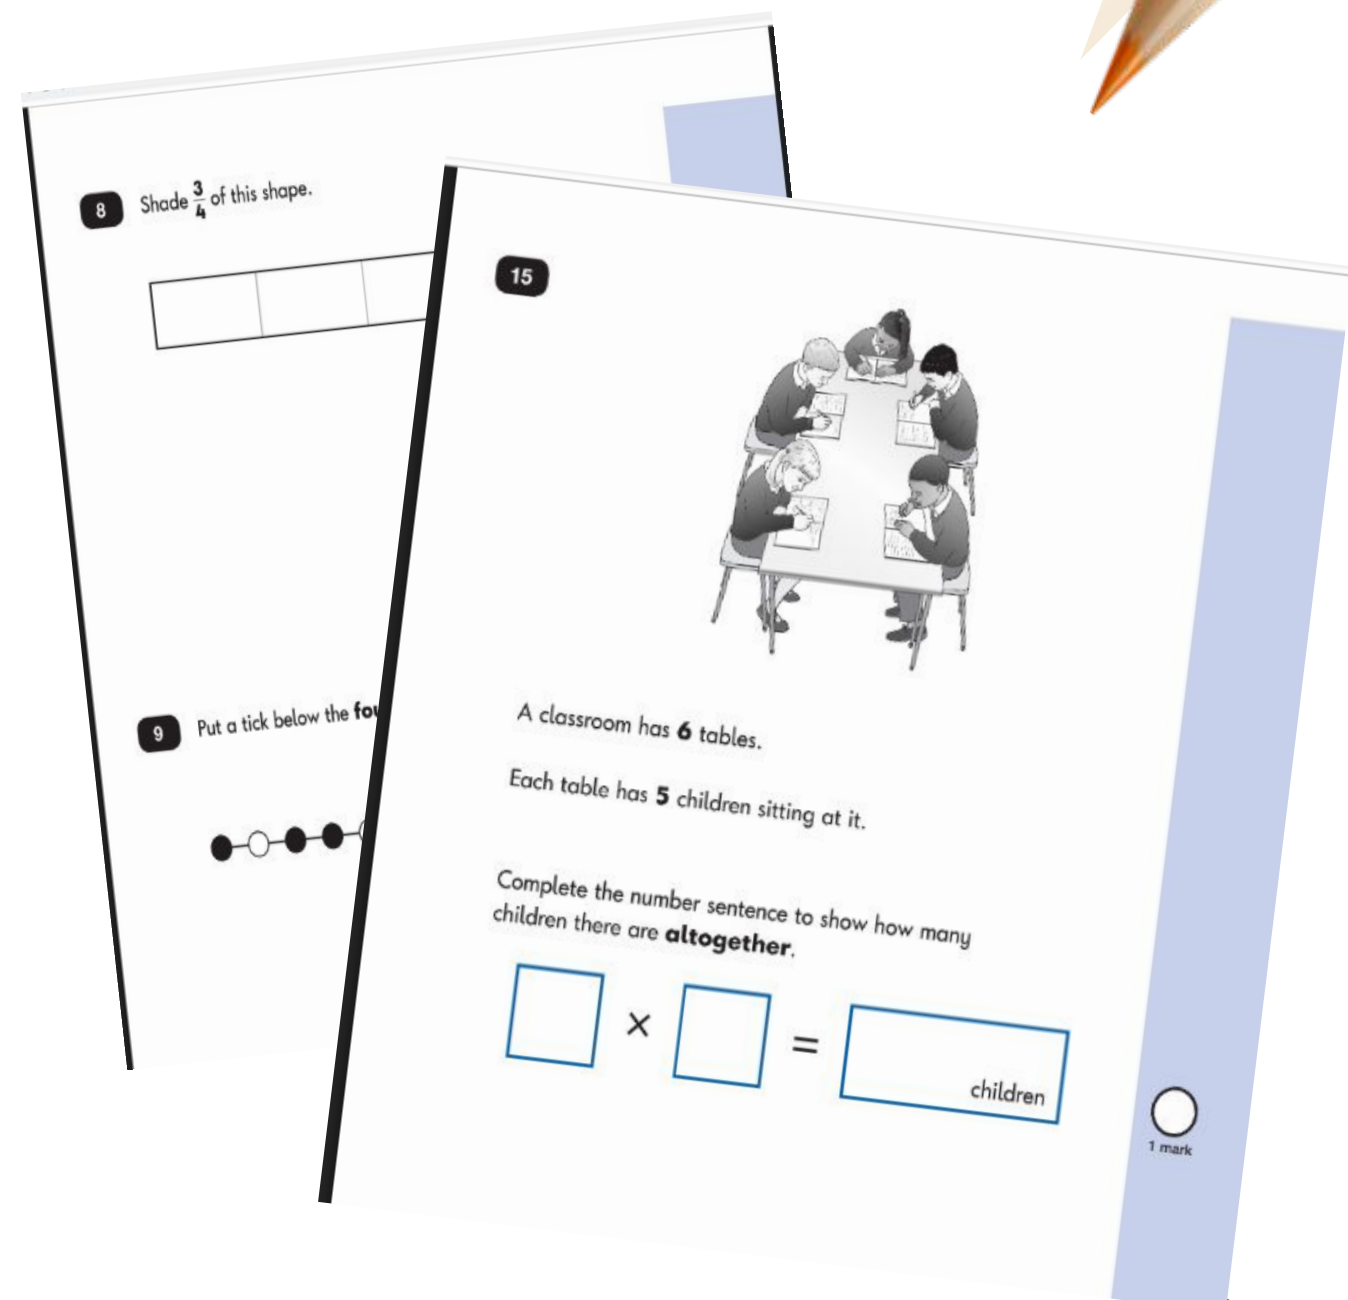 8
Shade 3/4 of this shape.
9
Put a tick below the
15
A classroom has 6 tables.
Each table has 5 children sitting at it.
Complete the number sentence to show how many
children there are altogether.
× =
children
1 mark